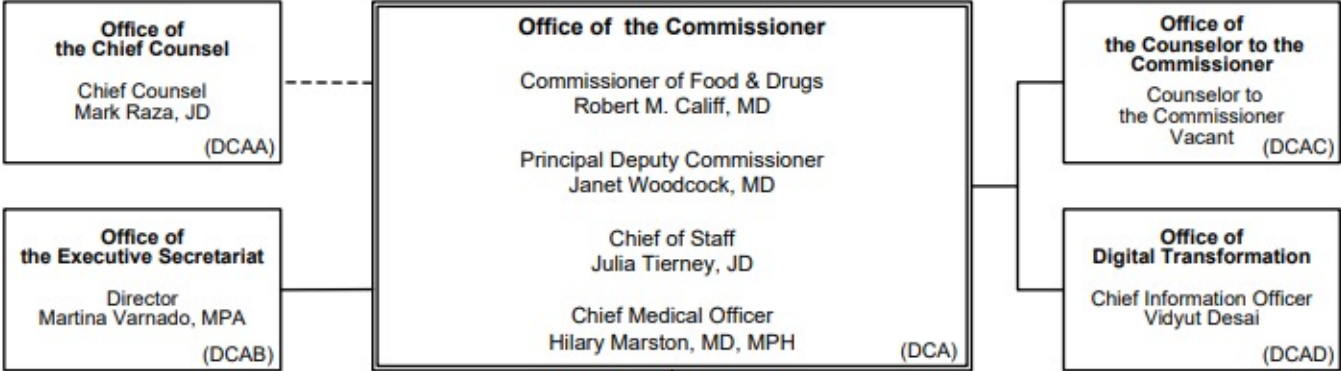 Office of
the Chief Counsel
Chief Counsel
Mark Raza, JD
(DCAA)
Office of
the Executive Secretariat
Director
Martina Varnado, MPA
(DCAB)
Office of the Commissioner
Commissioner of Food & Drugs
Robert M. Califf, MD
Principal Deputy Commissioner
Janet Woodcock, MD
Chief of Staff
Julia Tierney, JD
Chief Medical Officer
Hilary Marston, MD, MPH
(DCA)
Office of
the Counselor to the
Commissioner
Counselor to
the Commissioner
Vacant
(DCAC)
Office of
Digital Transformation
Chief Information Officer
Vidyut Desai
(DCAD)